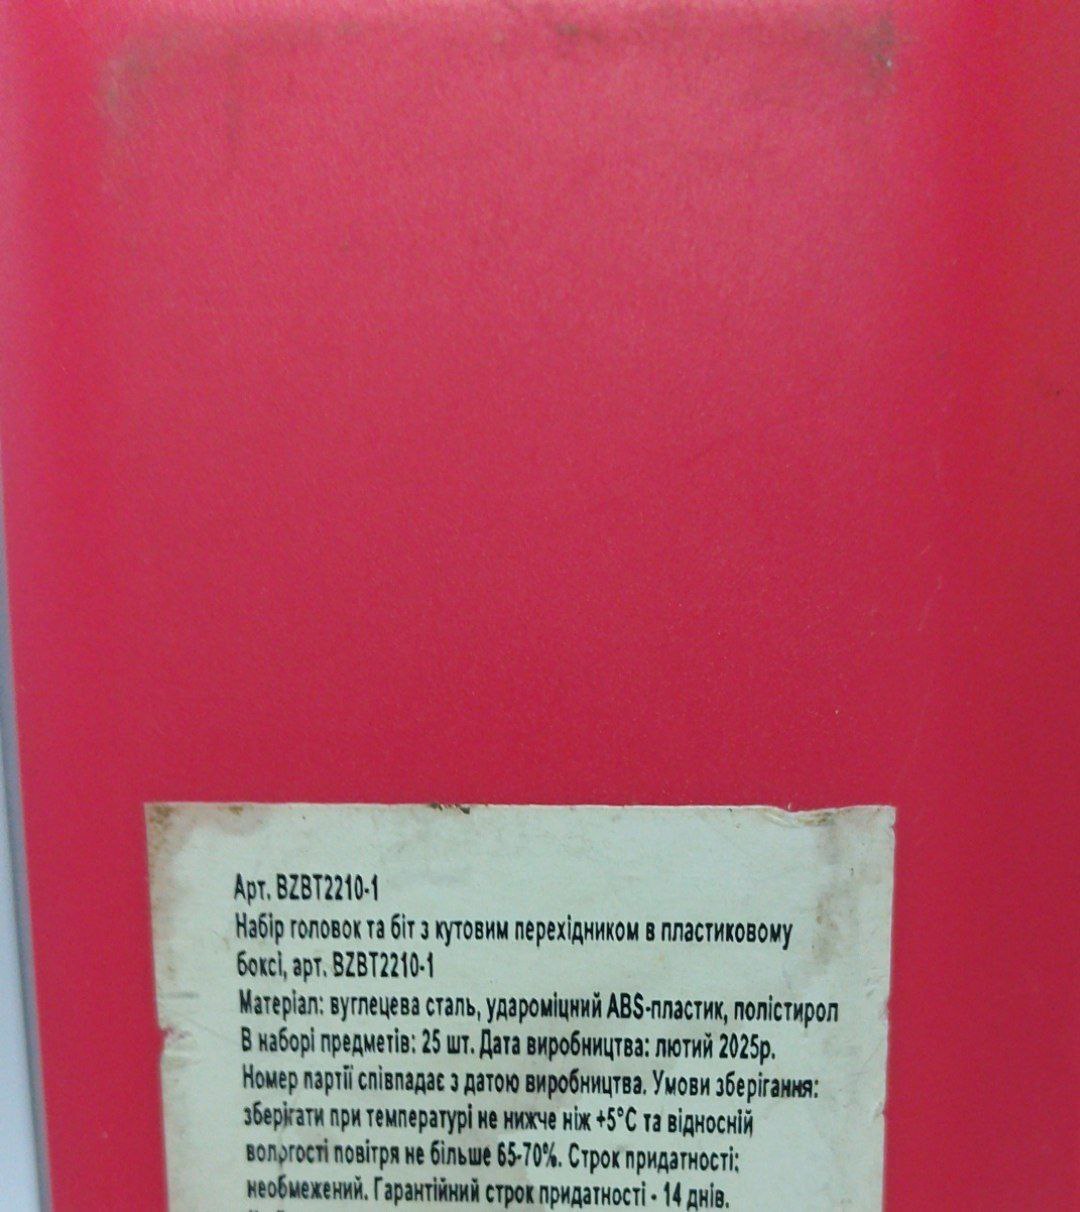 Арт. BZBT2210-1
Набір головок та біт з кутовим перехідником в пластиковому
боксі, арт. BZBT2210-1
Матеріал: вуглецева сталь, удароміцний ABS-пластик, полістирол
В наборі предметів: 25 шт. Дата виробництва: лютий 2025р.
Номер партії співпадає з датою виробництва. Умови зберігання:
зберігати при температурі не нижче ніж +5°С та відносній
вологості повітря не більше 65-70%. Строк придатності:
необмежений. Гарантійний строк придатності - 14 днів.